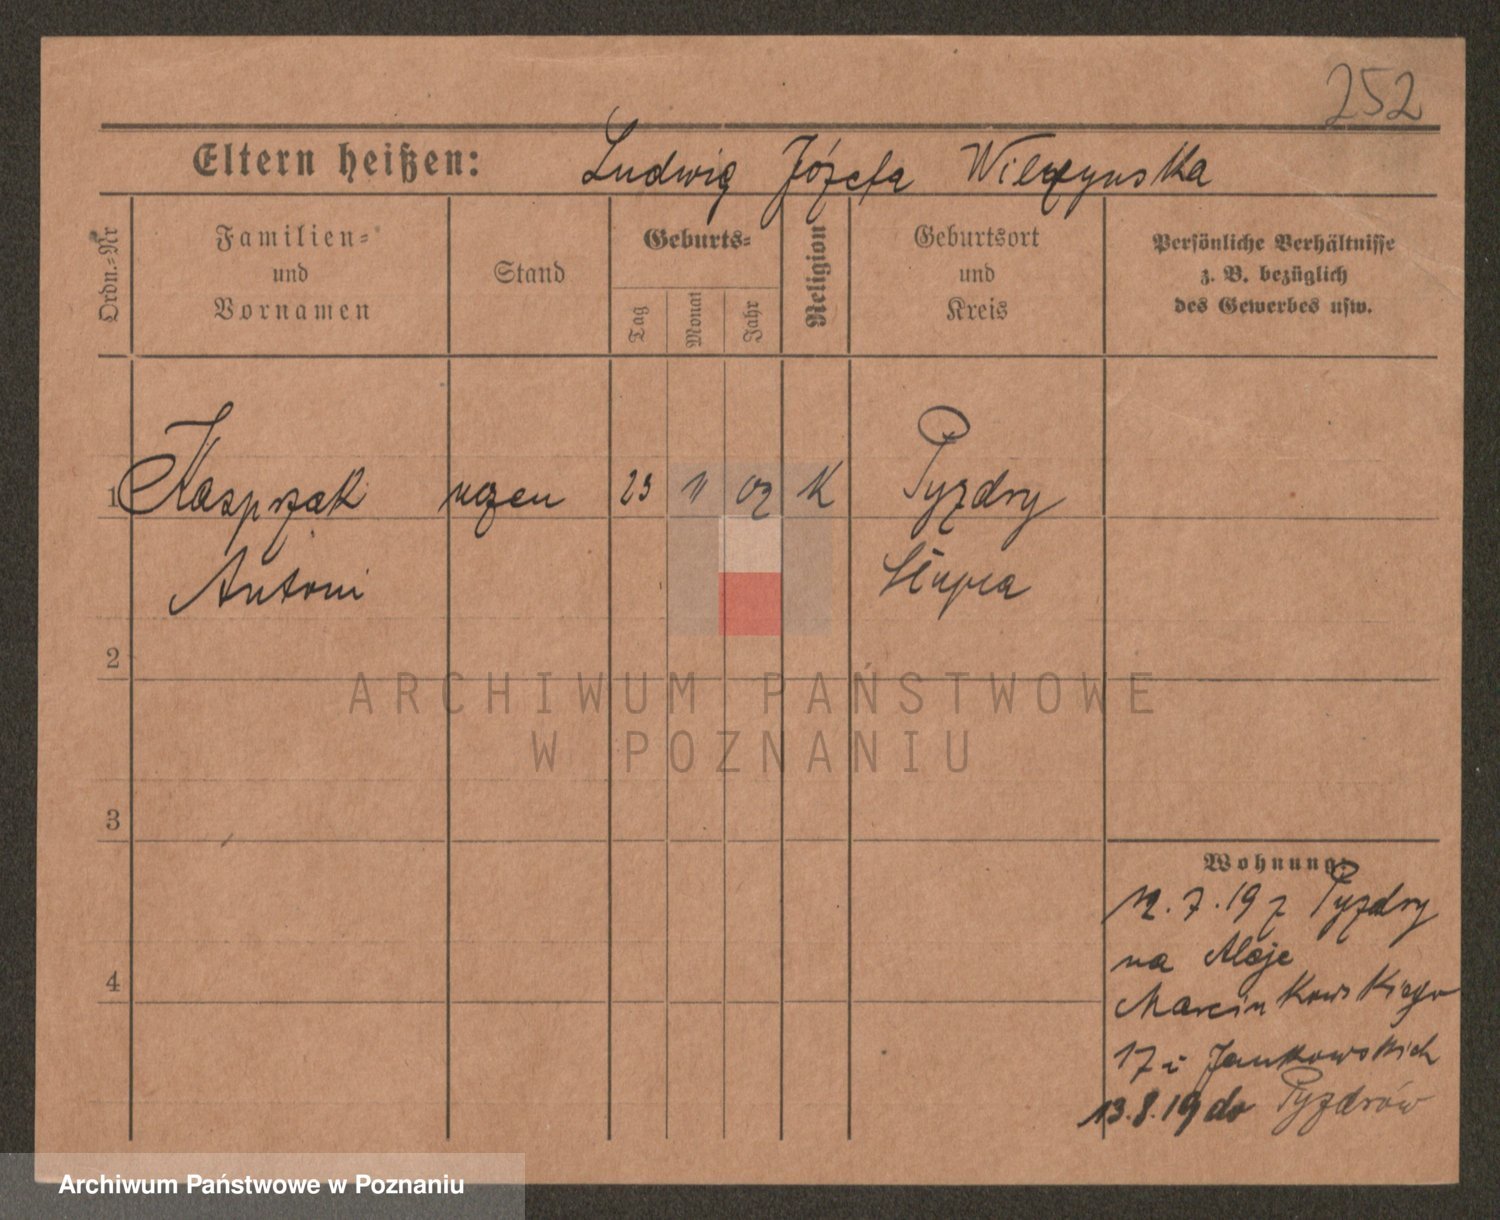 252
Eltern heißen: Ludwig Józefa Wilczynska
Ordn.-Nr
Familien-
und
Vornamen
Stand
Geburts-
Tag
Monat
Jahr
Religion
Geburtsort
und
Kreis
Persönliche Verhältnisse
z. B. bezüglich
des Gewerbes usw.
1 Kasprzak uczen 23 11 02 K Pyzdry
Antoni Słupca
2
3
4
Wohnung:
12.7.19 z Pyzdry
na Aleje
Marcinkowskiego
17 u Jankowskich
13.8.19 do Pyzdrów
ARCHIWUM PAŃSTWOWE
W POZNANIU
Archiwum Państwowe w Poznaniu